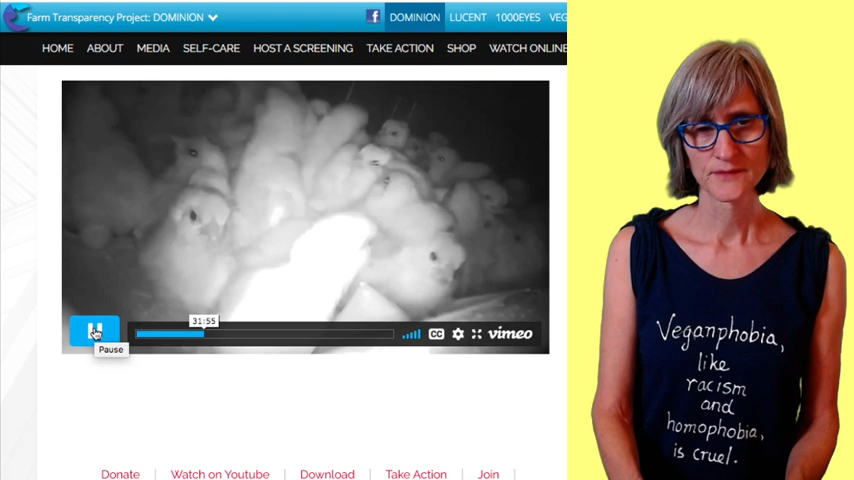 Farm Transparency Project: DOMINION
DOMINION LUCENT 1000EYES VEG
HOME ABOUT MEDIA SELF-CARE HOST A SCREENING TAKE ACTION SHOP WATCH ONLINE
31:55
CC vimeo
Pause
Donate | Watch on Youtube | Download | Take Action | Join |
Veganphobia,
like
racism
and
homophobia,
is cruel.